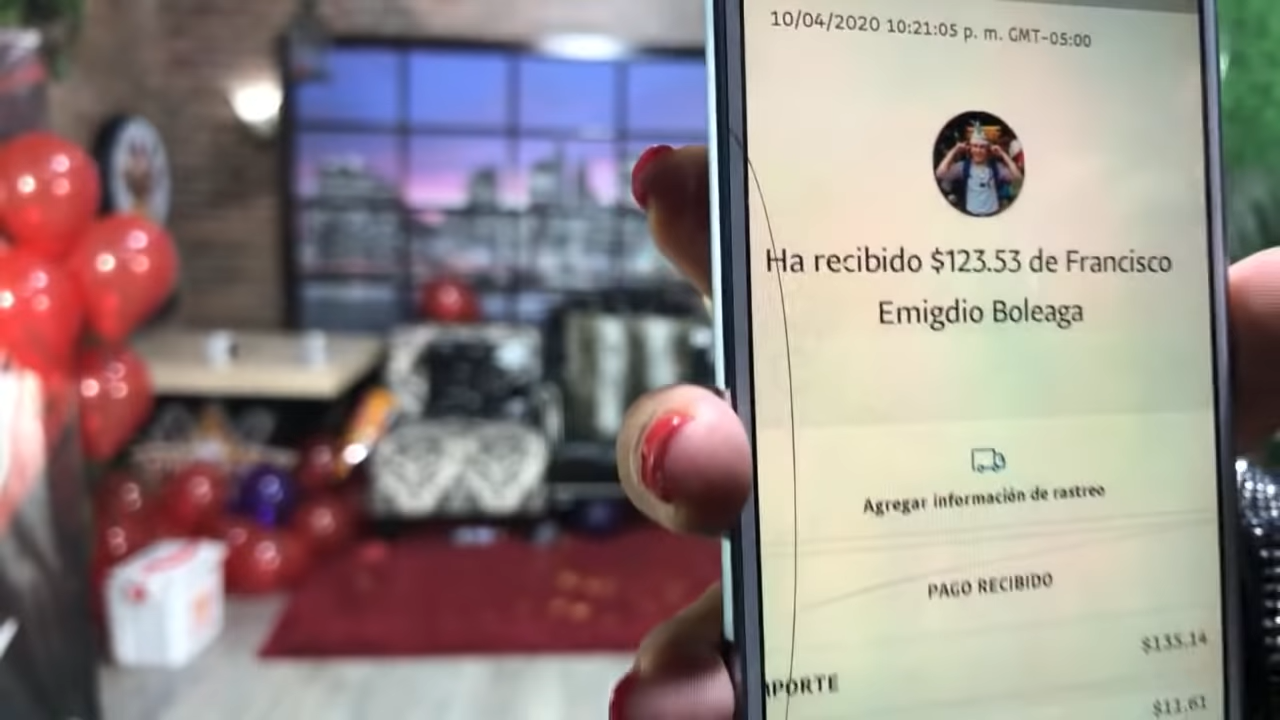 10/04/2020 10:21:05 p. m. GMT-05:00
Ha recibido $123.53 de Francisco
Emigdio Boleaga
Agregar información de rastreo
PAGO RECIBIDO
$135.14
APORTE
$11.61